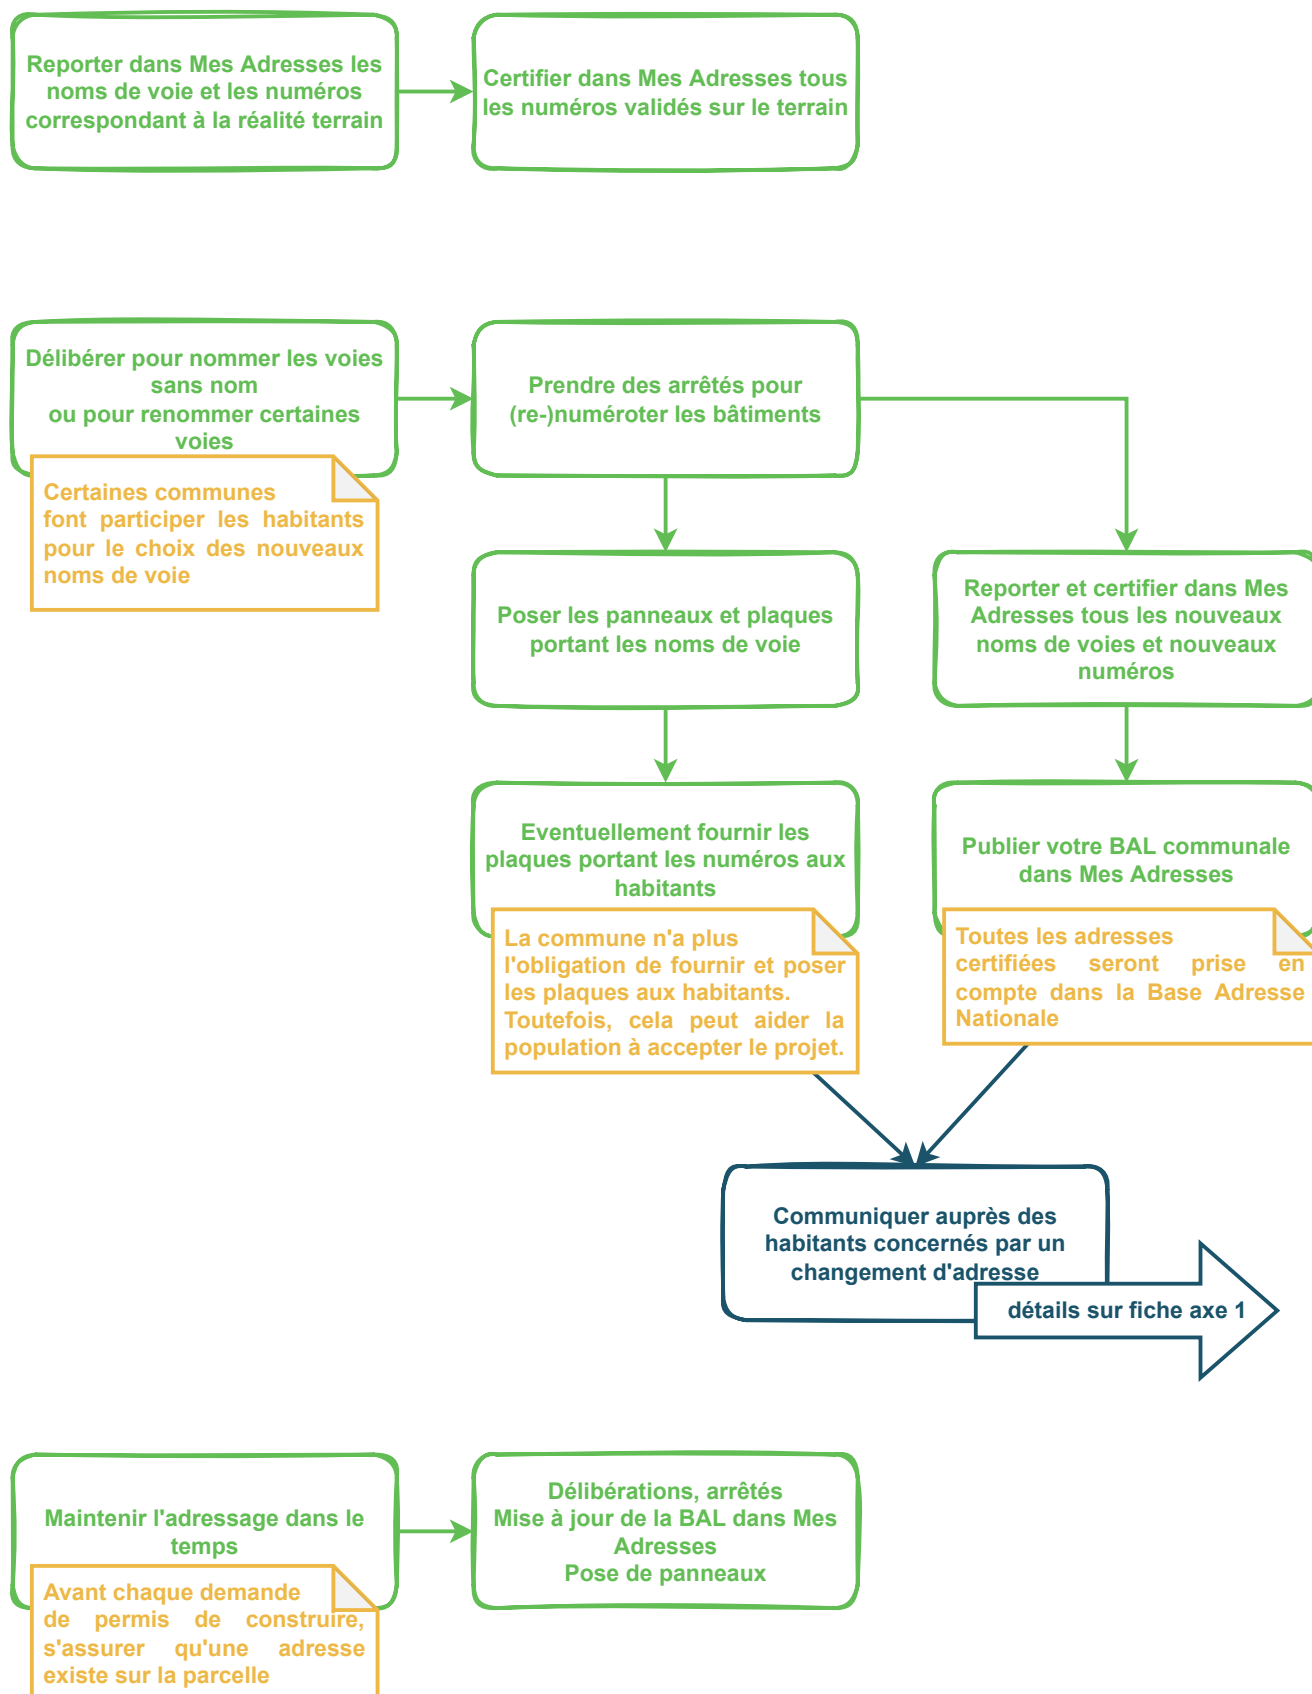 Reporter dans Mes Adresses les
noms de voie et les numéros
correspondant à la réalité terrain
Certifier dans Mes Adresses tous
les numéros validés sur le terrain
Délibérer pour nommer les voies
sans nom
ou pour renommer certaines
voies
Certaines communes
font participer les habitants
pour le choix des nouveaux
noms de voie
Prendre des arrêtés pour
(re-)numéroter les bâtiments
Poser les panneaux et plaques
portant les noms de voie
Reporter et certifier dans Mes
Adresses tous les nouveaux
noms de voies et nouveaux
numéros
Eventuellement fournir les
plaques portant les numéros aux
habitants
La commune n'a plus
l'obligation de fournir et poser
les plaques aux habitants.
Toutefois, cela peut aider la
population à accepter le projet.
Publier votre BAL communale
dans Mes Adresses
Toutes les adresses
certifiées seront prise en
compte dans la Base Adresse
Nationale
Communiquer auprès des
habitants concernés par un
changement d'adresse
détails sur fiche axe 1
Maintenir l'adressage dans le
temps
Avant chaque demande
de permis de construire,
s'assurer qu'une adresse
existe sur la parcelle
Délibérations, arrêtés
Mise à jour de la BAL dans Mes
Adresses
Pose de panneaux